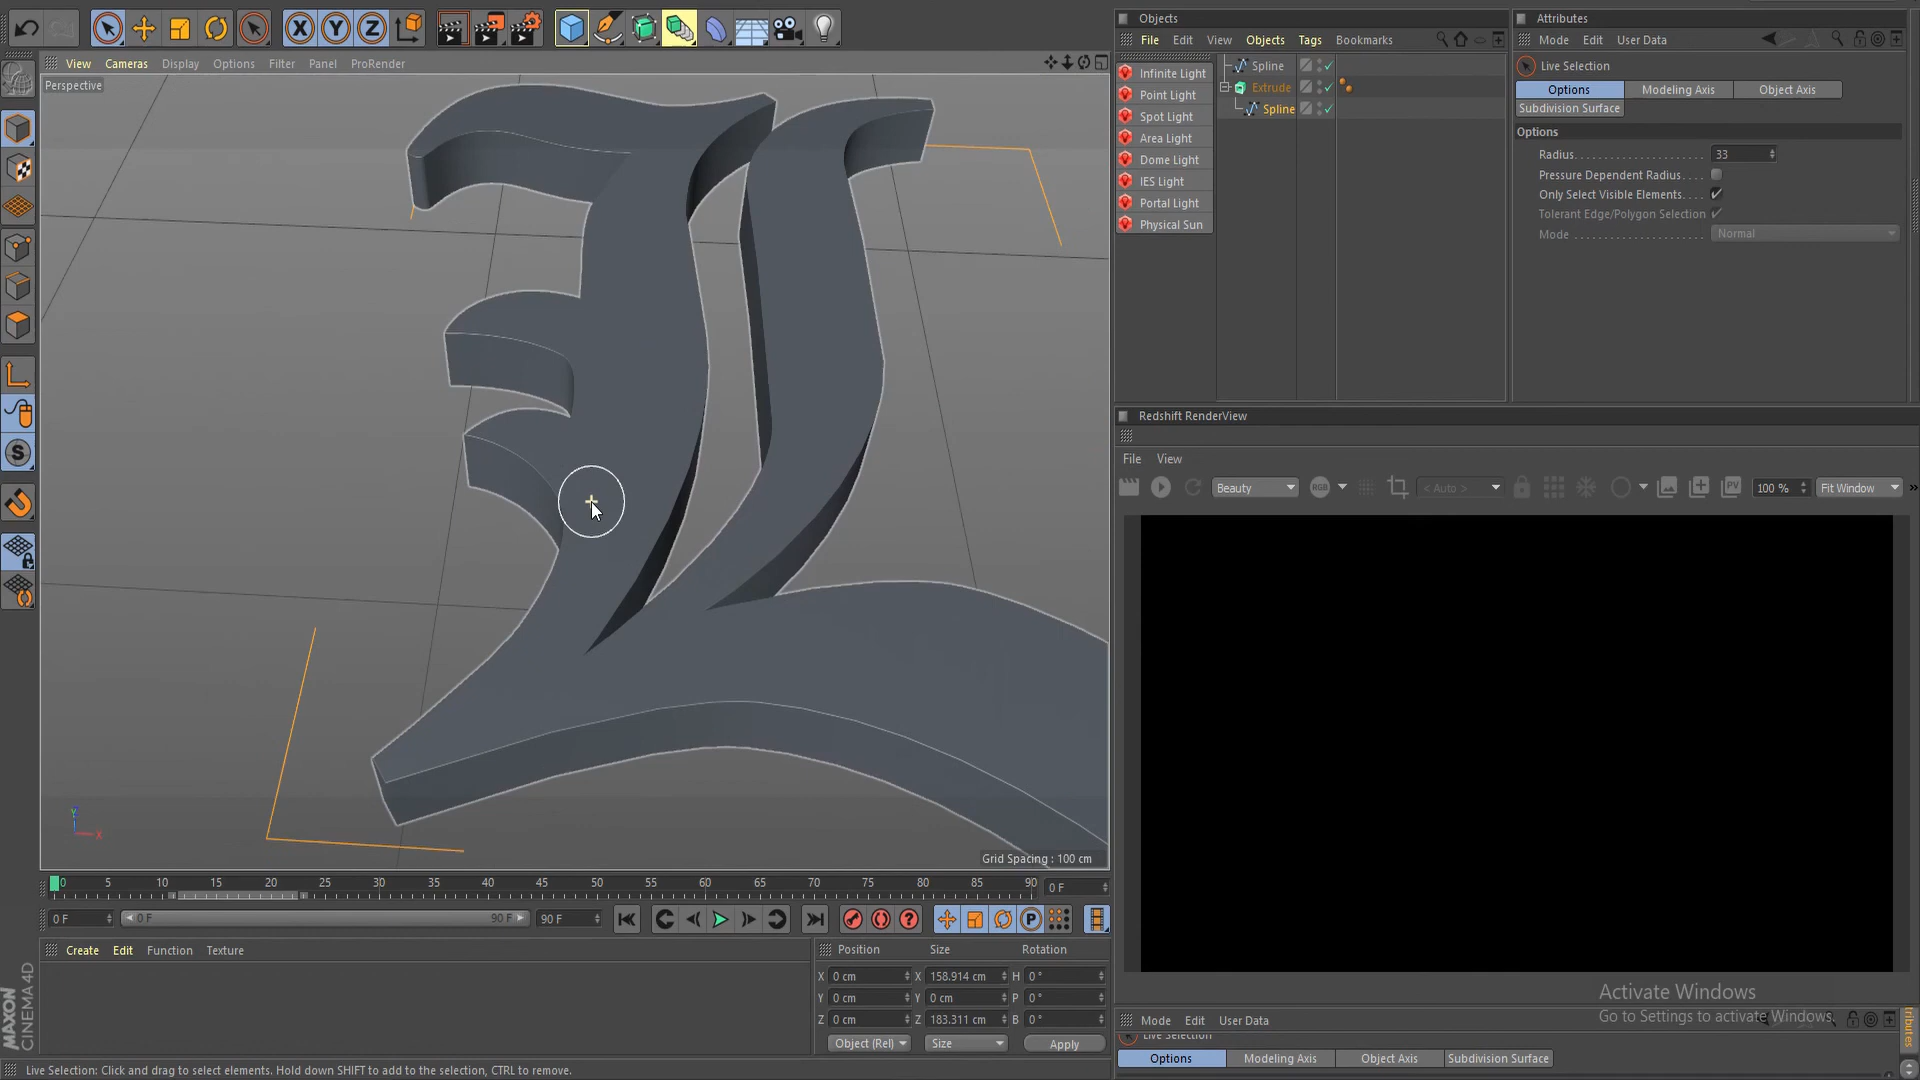 Objects
Attributes
File Edit View Objects Tags Bookmarks
Mode Edit User Data
View Cameras Display Options Filter Panel ProRender
Perspective
Infinite Light
Point Light
Spot Light
Area Light
Dome Light
IES Light
Portal Light
Physical Sun
Spline
Extrude
Spline
Live Selection
Options Modeling Axis Object Axis
Subdivision Surface
Options
Radius 33
Pressure Dependent Radius
Only Select Visible Elements
Tolerant Edge/Polygon Selection
Mode Normal
Redshift RenderView
File View
Beauty RGB < Auto > PV 100 % Fit Window »
X Y Z
S
Grid Spacing : 100 cm
Y X
0 5 10 15 20 25 30 35 40 45 50 55 60 65 70 75 80 85 90 0 F
0 F 0 F 90 F 90 F P
Create Edit Function Texture
Position Size Rotation
X 0 cm X 158.914 cm H 0 °
Y 0 cm Y 0 cm P 0 °
Z 0 cm Z 183.311 cm B 0 °
Object (Rel) Size Apply
MAXON
CINEMA 4D
Activate Windows
Go to Settings to activate Windows.
Mode Edit User Data
Live Selection
Options Modeling Axis Object Axis Subdivision Surface
Live Selection: Click and drag to select elements. Hold down SHIFT to add to the selection, CTRL to remove.